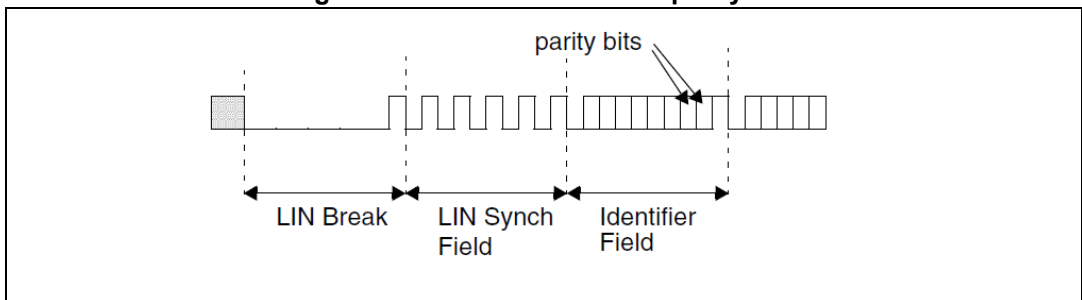 parity bits
LIN Break
LIN Synch
Field
Identifier
Field